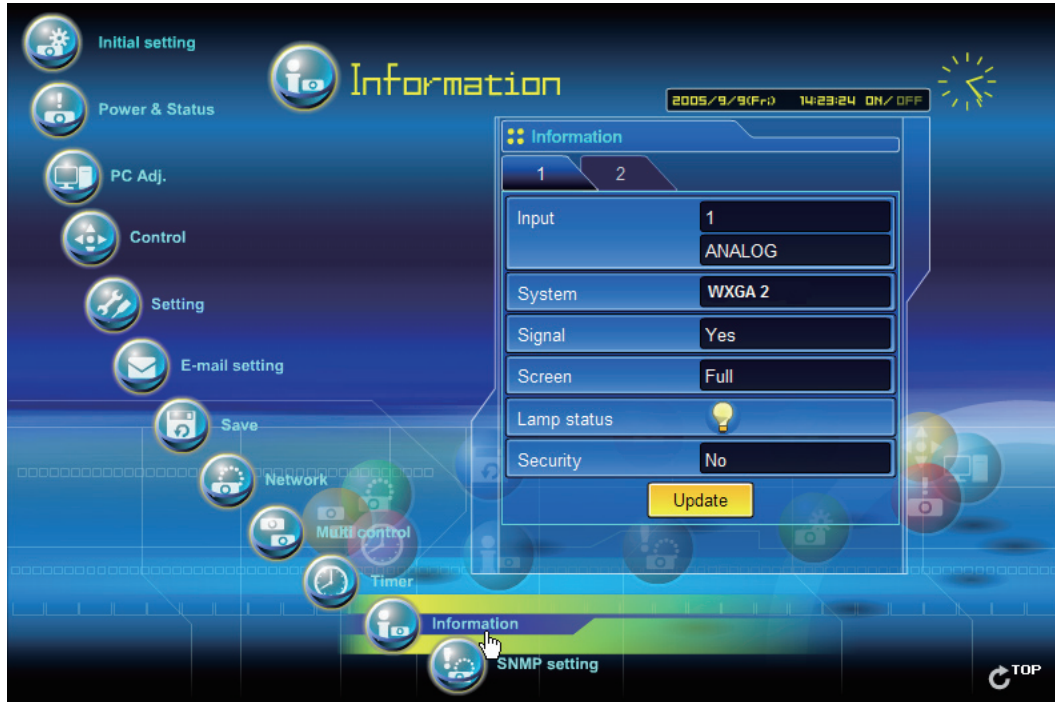 Initial setting
Power & Status
PC Adj.
Control
Setting
E-mail setting
Save
Network
Multi control
Timer
Information
SNMP setting
Information
2005/9/9(Fri) 14:23:24 ON/OFF
Information
1 2
Input 1
ANALOG
System WXGA 2
Signal Yes
Screen Full
Lamp status
Security No
Update
TOP